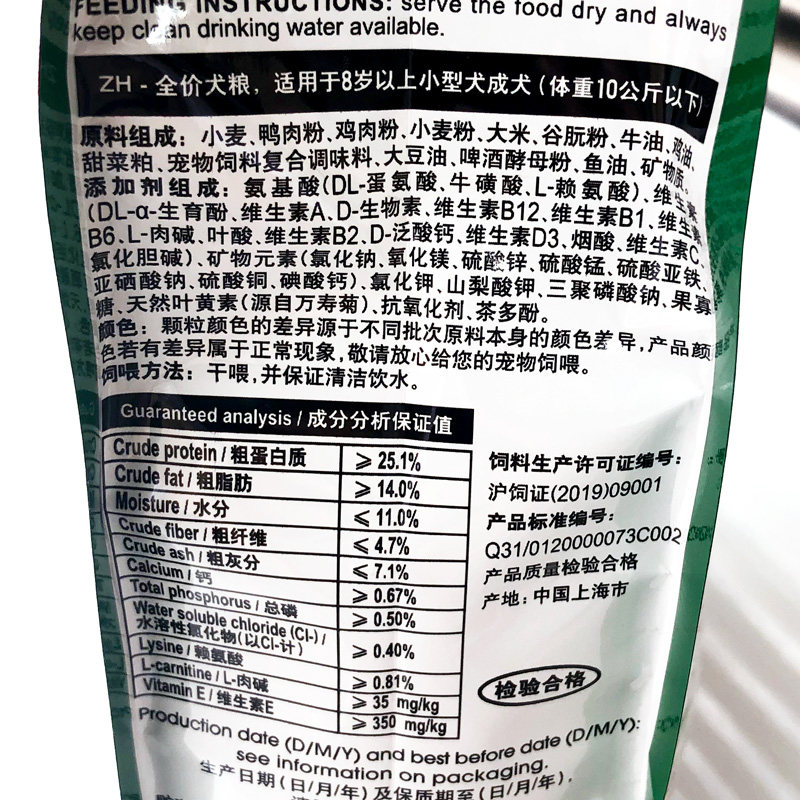 FEEDING INSTRUCTIONS: serve the food dry and always
keep clean drinking water available.
ZH - 全价犬粮，适用于8岁以上小型犬成犬（体重10公斤以下）
原料组成：小麦、鸭肉粉、鸡肉粉、小麦粉、大米、谷朊粉、牛油、鸡油、
甜菜粕、宠物饲料复合调味料、大豆油、啤酒酵母粉、鱼油、矿物质。
添加剂组成：氨基酸（DL-蛋氨酸、牛磺酸、L-赖氨酸）、维生素
（DL-α-生育酚、维生素A、D-生物素、维生素B12、维生素B1、维生素
B6、L-肉碱、叶酸、维生素B2、D-泛酸钙、维生素D3、烟酸、维生素C、
氯化胆碱）、矿物元素（氯化钠、氧化镁、硫酸锌、硫酸锰、硫酸亚铁、
亚硒酸钠、硫酸铜、碘酸钙）、氯化钾、山梨酸钾、三聚磷酸钠、果寡
糖、天然叶黄素（源自万寿菊）、抗氧化剂、茶多酚。
颜色：颗粒颜色的差异源于不同批次原料本身的颜色差异，产品颜
色若有差异属于正常现象，敬请放心给您的宠物饲喂。
饲喂方法：干喂，并保证清洁饮水。
Guaranteed analysis / 成分分析保证值
Crude protein / 粗蛋白质 ≥ 25.1%
Crude fat / 粗脂肪 ≥ 14.0%
Moisture / 水分 ≤ 11.0%
Crude fiber / 粗纤维 ≤ 4.7%
Crude ash / 粗灰分 ≤ 7.1%
Calcium / 钙 ≥ 0.67%
Total phosphorus / 总磷 ≥ 0.50%
Water soluble chloride (Cl-) /
水溶性氯化物(以Cl-计) ≥ 0.40%
Lysine / 赖氨酸 ≥ 0.81%
L-carnitine / L-肉碱 ≥ 35 mg/kg
Vitamin E / 维生素E ≥ 350 mg/kg
饲料生产许可证编号：
沪饲证(2019)09001
产品标准编号：
Q31/0120000073C002
产品质量检验合格
产地：中国上海市
检验合格
Production date (D/M/Y) and best before date (D/M/Y):
see information on packaging.
生产日期（日/月/年）及保质期至（日/月/年）,